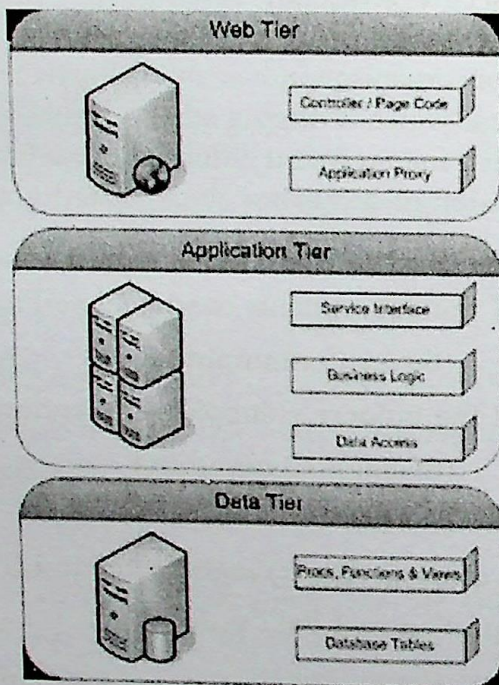 Web Tier
Controller / Page Code
Application Proxy
Application Tier
Service Interface
Business Logic
Data Access
Data Tier
Procs, Functions & Views
Database Tables